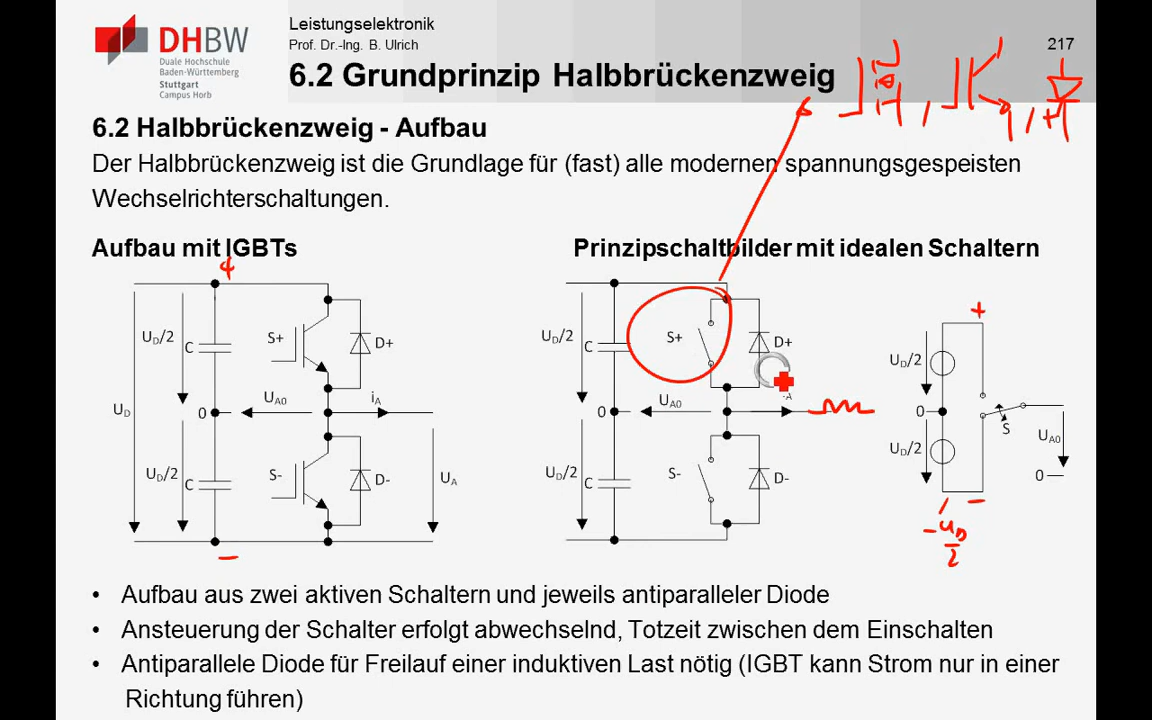 DHBW
Duale Hochschule
Baden-Württemberg
Stuttgart
Campus Horb
Leistungselektronik
Prof. Dr.-Ing. B. Ulrich
217
6.2 Grundprinzip Halbbrückenzweig
6.2 Halbbrückenzweig - Aufbau
Der Halbbrückenzweig ist die Grundlage für (fast) alle modernen spannungsgespeisten
Wechselrichterschaltungen.
Aufbau mit IGBTs
+
UD
UD/2
C
S+
D+
0
UA0
iA
UD/2
C
S-
D-
UA
-
Prinzipschaltbilder mit idealen Schaltern
UD/2
C
S+
D+
0
UA0
UD/2
C
S-
D-
+
UD/2
0
S
UD/2
UA0
0
-
-UD/2
• Aufbau aus zwei aktiven Schaltern und jeweils antiparalleler Diode
• Ansteuerung der Schalter erfolgt abwechselnd, Totzeit zwischen dem Einschalten
• Antiparallele Diode für Freilauf einer induktiven Last nötig (IGBT kann Strom nur in einer
Richtung führen)